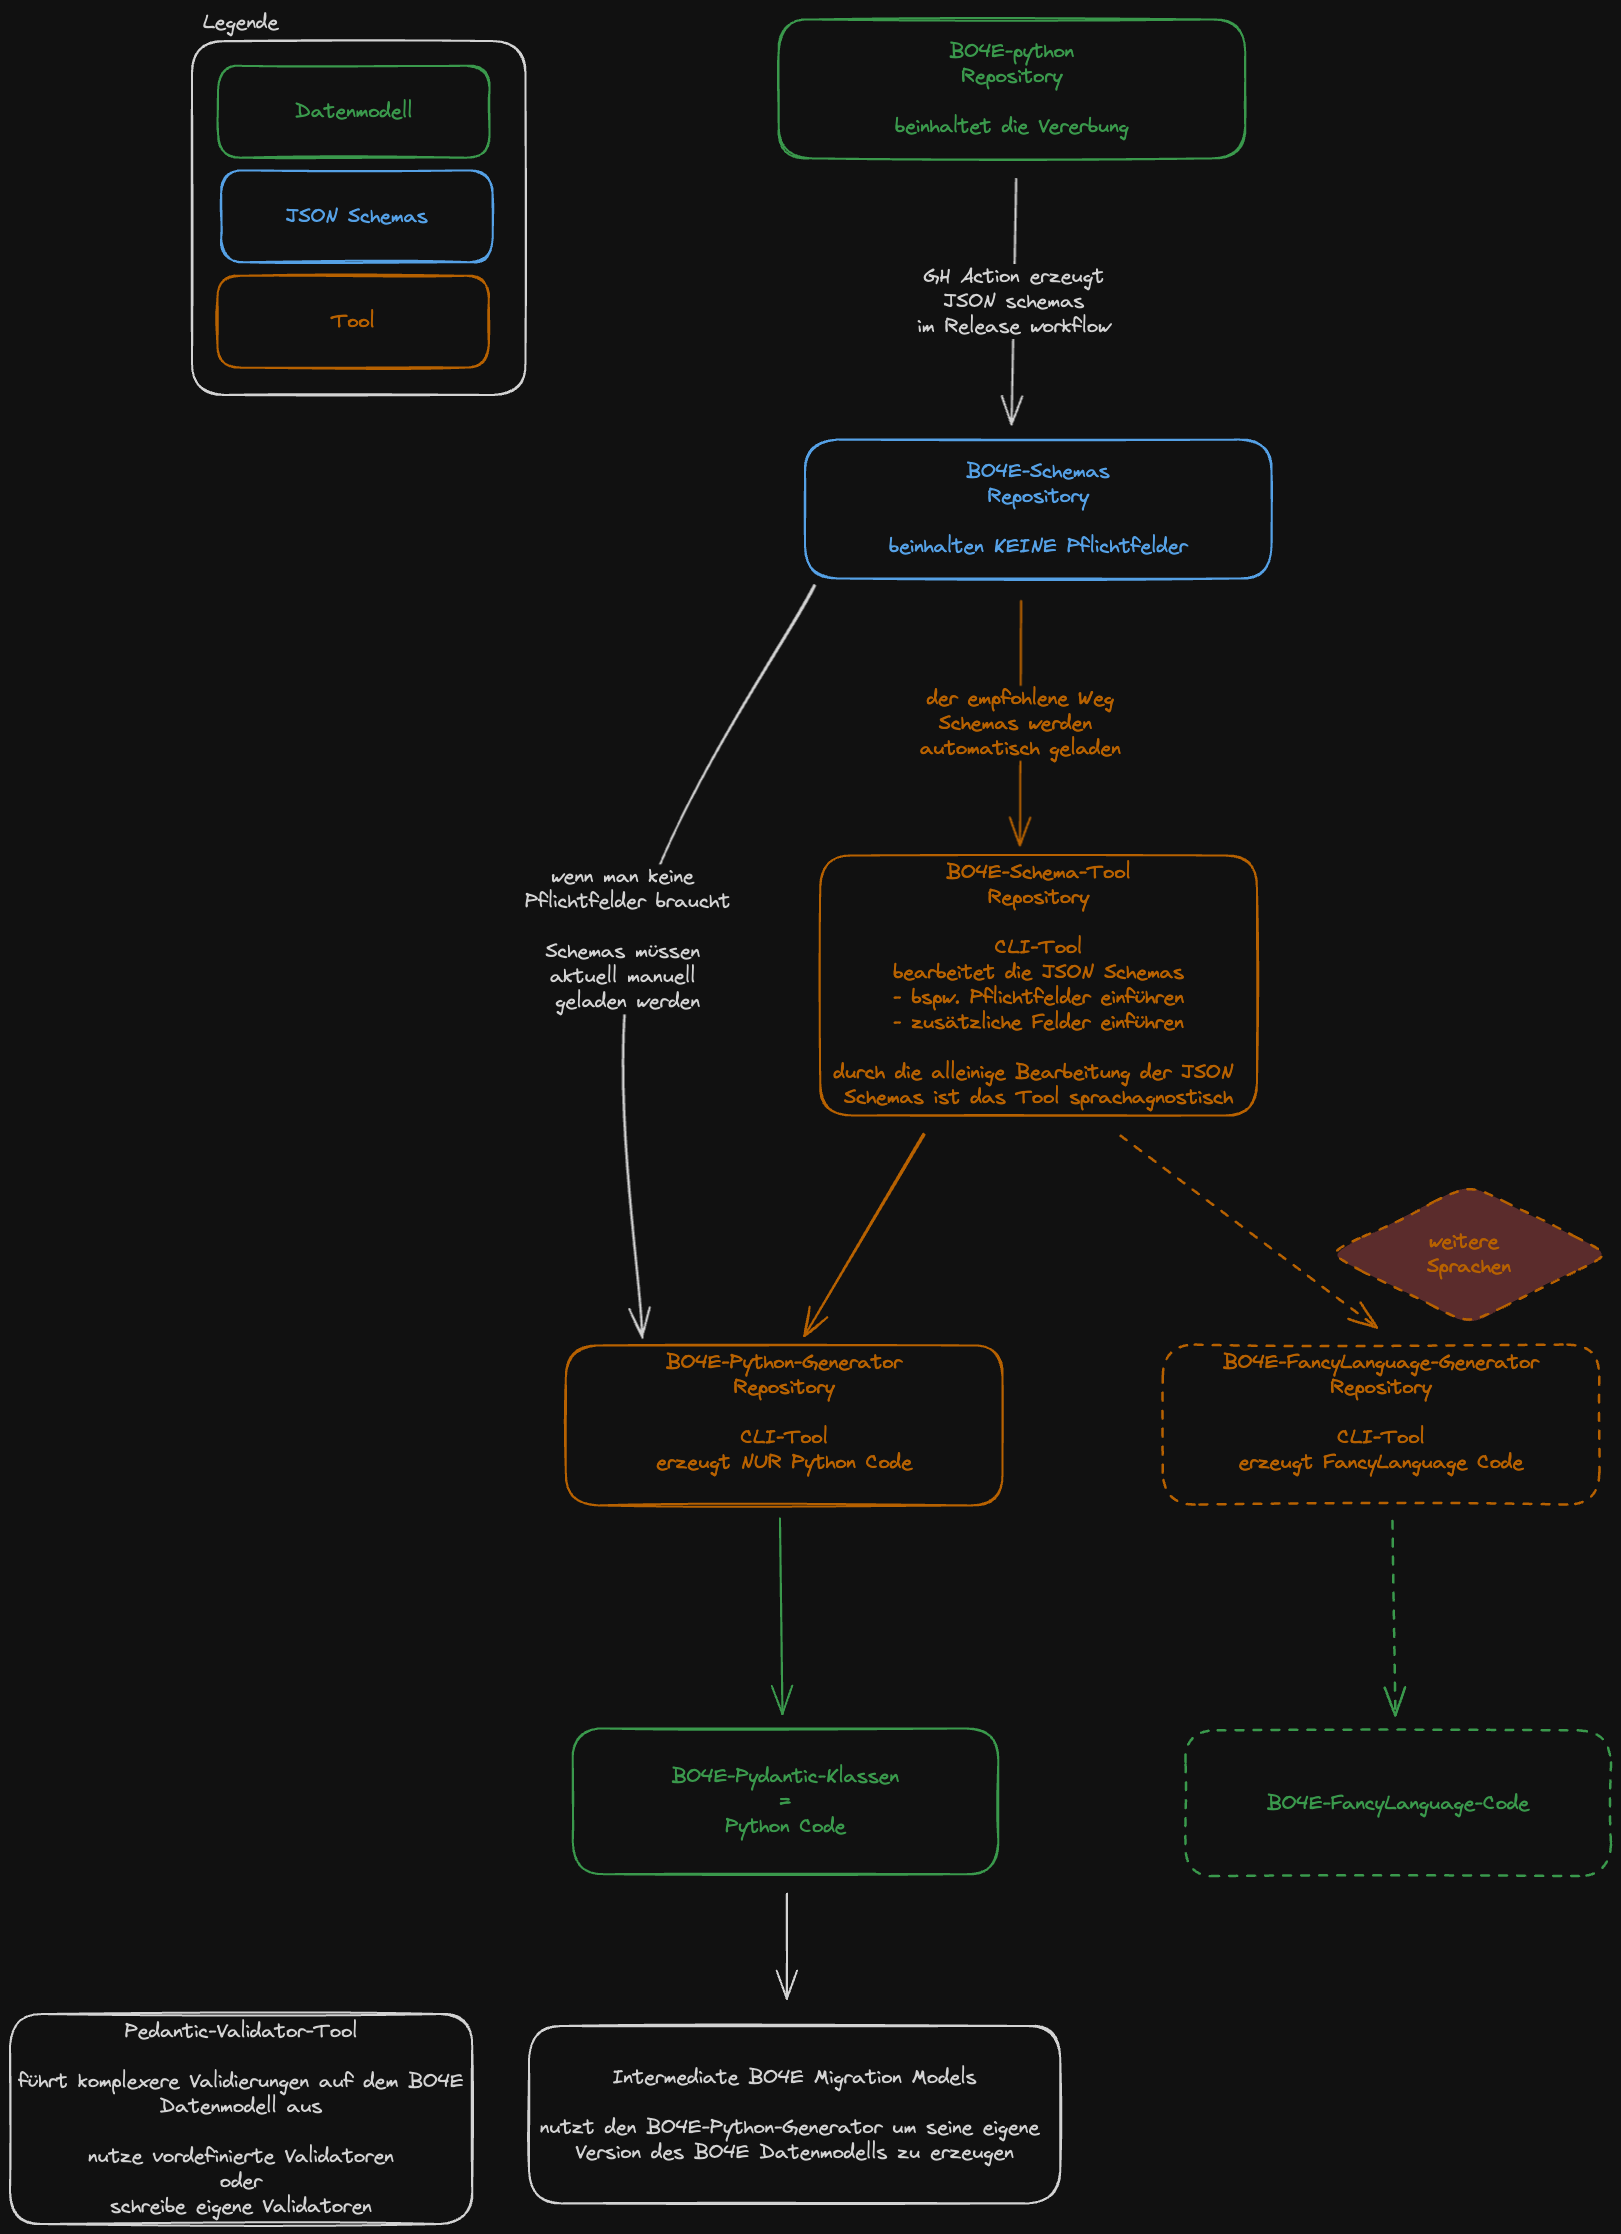 Legende
Datenmodell
JSON Schemas
Tool
BO4E-python
Repository
beinhaltet die Vererbung
GH Action erzeugt
JSON schemas
im Release workflow
BO4E-Schemas
Repository
beinhalten KEINE Pflichtfelder
der empfohlene Weg
Schemas werden
automatisch geladen
wenn man keine
Pflichtfelder braucht
Schemas müssen
aktuell manuell
geladen werden
BO4E-Schema-Tool
Repository
CLI-Tool
bearbeitet die JSON Schemas
- bspw. Pflichtfelder einführen
- zusätzliche Felder einführen
durch die alleinige Bearbeitung der JSON
Schemas ist das Tool sprachagnostisch
weitere
Sprachen
BO4E-Python-Generator
Repository
CLI-Tool
erzeugt NUR Python Code
BO4E-FancyLanguage-Generator
Repository
CLI-Tool
erzeugt FancyLanguage Code
BO4E-Pydantic-Klassen
=
Python Code
BO4E-FancyLanguage-Code
Pedantic-Validator-Tool
führt komplexere Validierungen auf dem BO4E
Datenmodell aus
nutze vordefinierte Validatoren
oder
schreibe eigene Validatoren
Intermediate BO4E Migration Models
nutzt den BO4E-Python-Generator um seine eigene
Version des BO4E Datenmodells zu erzeugen